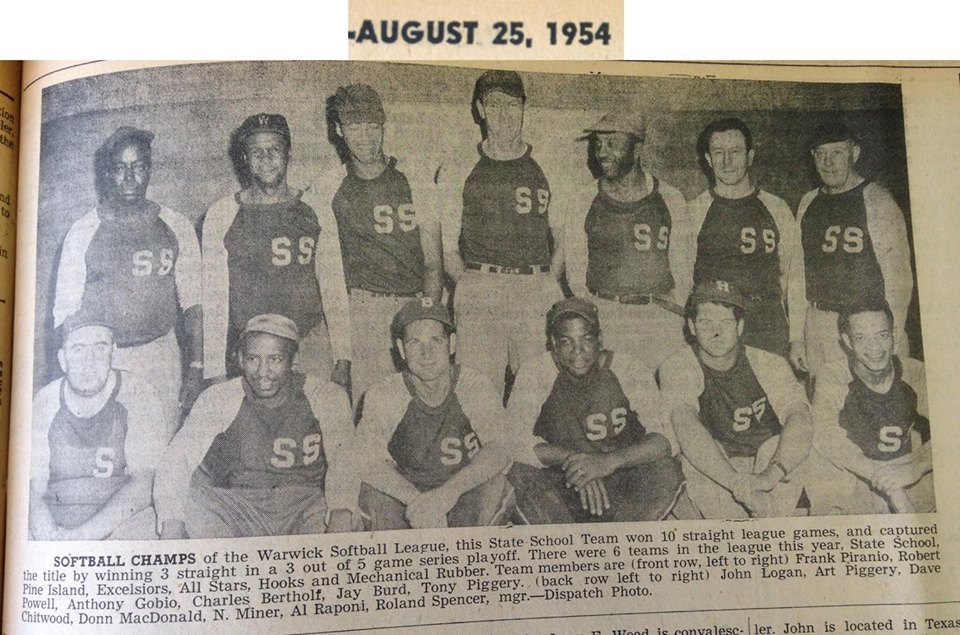 -AUGUST 25, 1954
SS SS SS SS SS SS SS
S SS SS SS SS S
SOFTBALL CHAMPS of the Warwick Softball League, this State School Team won 10 straight league games, and captured
the title by winning 3 straight in a 3 out of 5 game series playoff. There were 6 teams in the league this year, State School,
Pine Island, Excelsiors, All Stars, Hooks and Mechanical Rubber. Team members are (front row, left to right) Frank Piranio, Robert
Powell, Anthony Gobio, Charles Bertholf, Jay Burd, Tony Piggery. (back row left to right) John Logan, Art Piggery, Dave
Chitwood, Donn MacDonald, N. Miner, Al Raponi, Roland Spencer, mgr.—Dispatch Photo.
Wood is convalesc-
ler. John is located in Texas